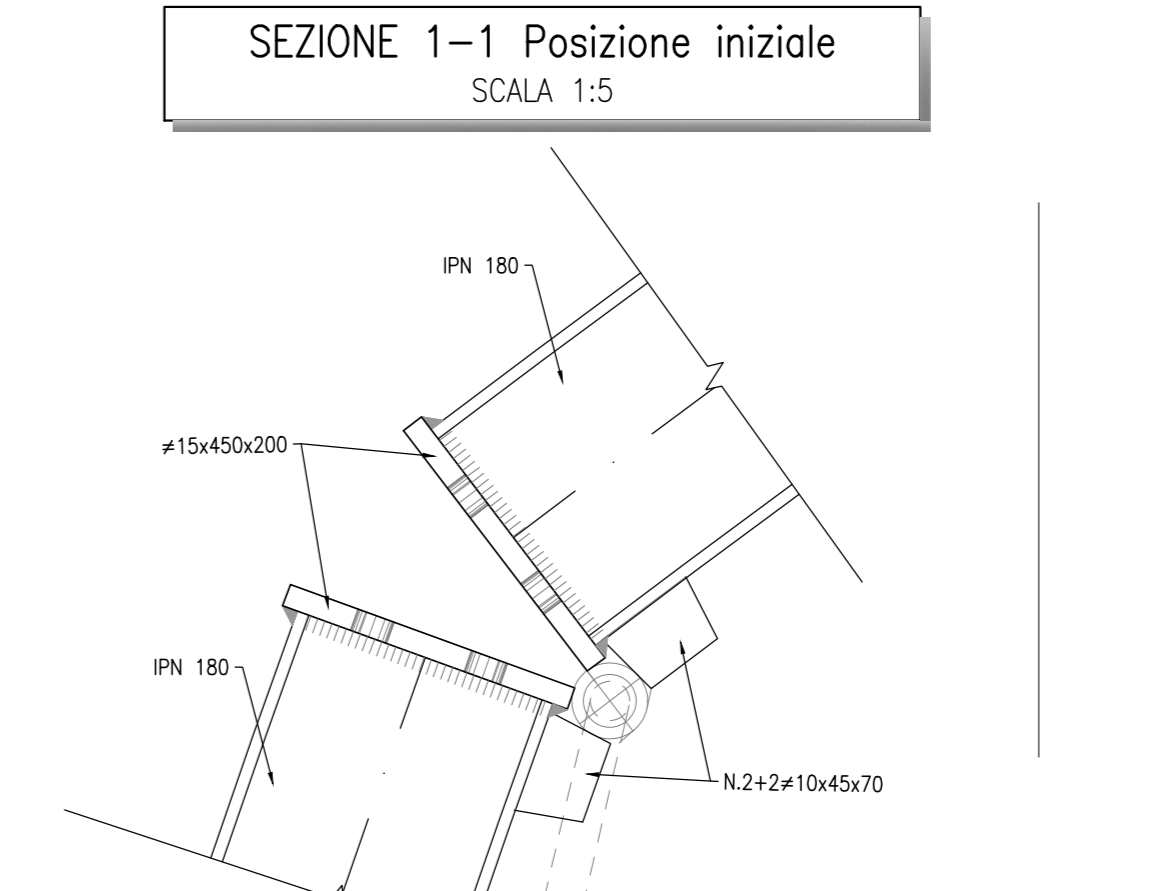 SEZIONE 1-1 Posizione iniziale
SCALA 1:5
IPN 180
≠15x450x200
IPN 180
N.2+2≠10x45x70